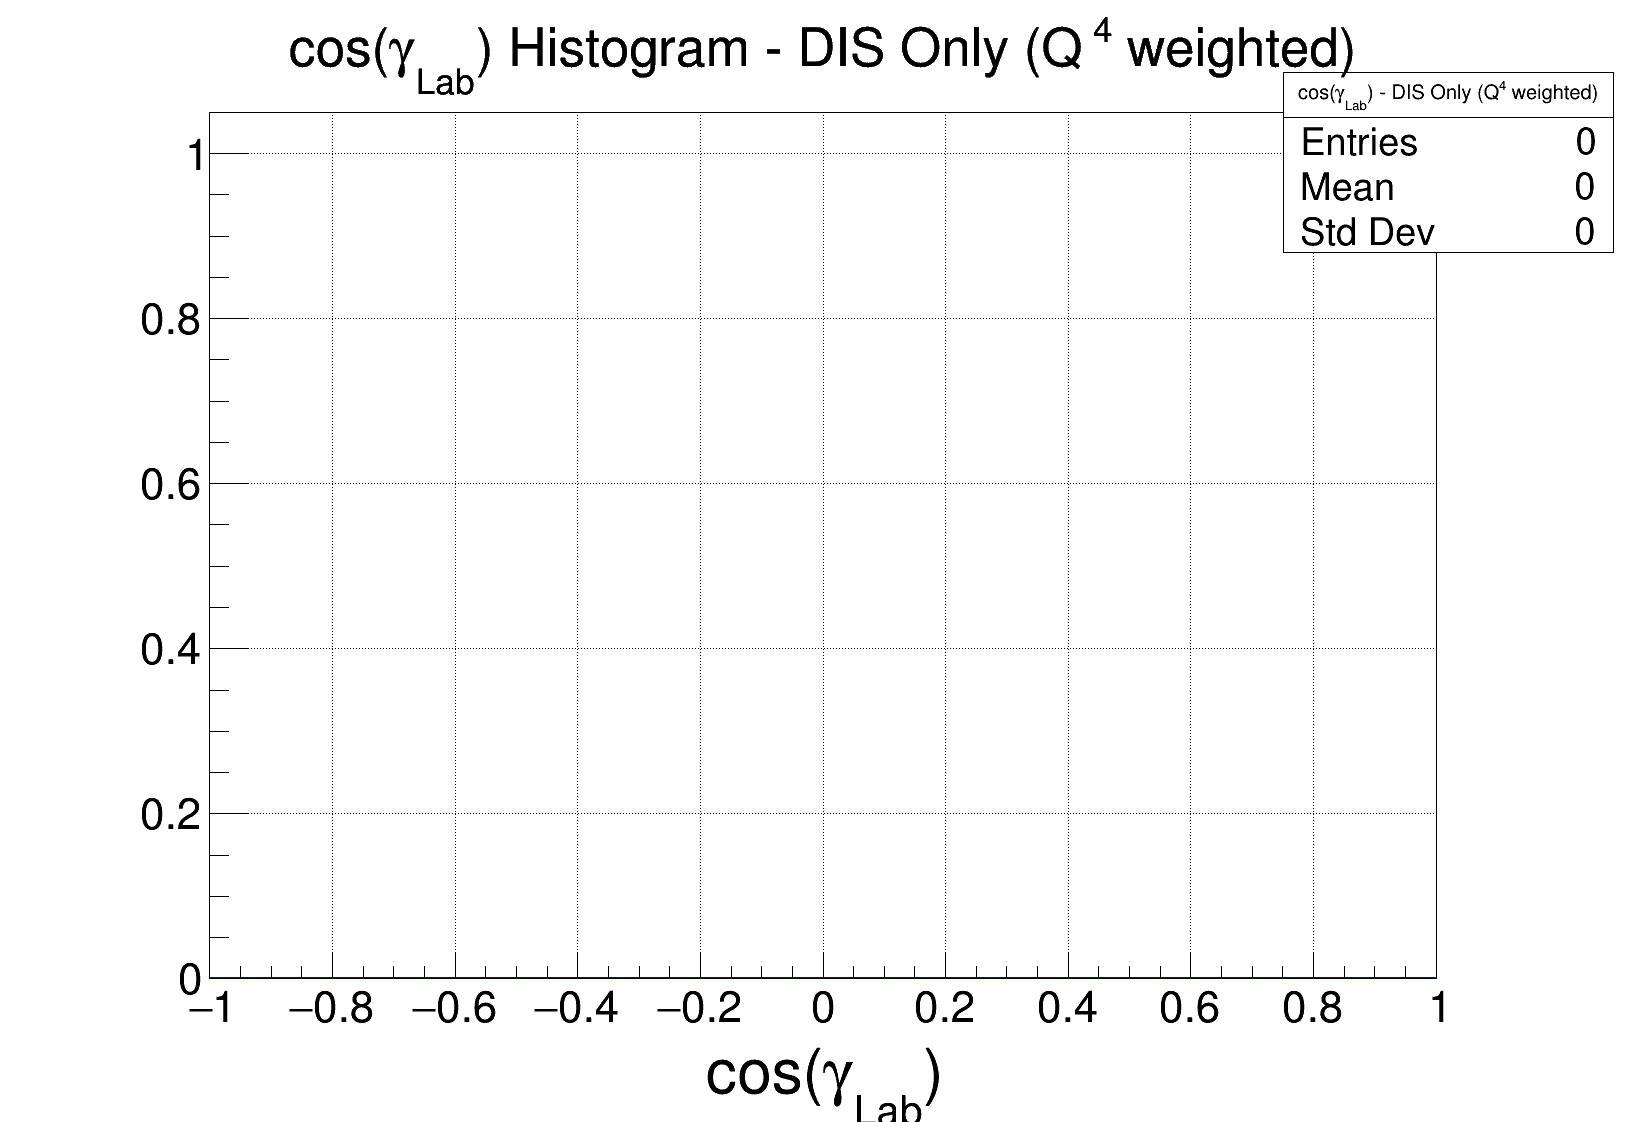 cos(γLab) Histogram - DIS Only (Q4 weighted)
cos(γLab) - DIS Only (Q4 weighted)
Entries 0
Mean 0
Std Dev 0
1
0.8
0.6
0.4
0.2
0
−1 −0.8 −0.6 −0.4 −0.2 0 0.2 0.4 0.6 0.8 1
cos(γLab)